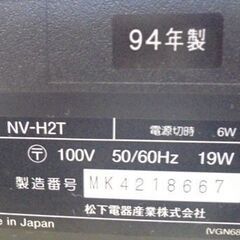 94年製
NV-H2T
電源切時 6W
〒 100V 50/60Hz 19W
製造番号 MK4218667
e in Japan
松下電器産業株式会社
(VGN68